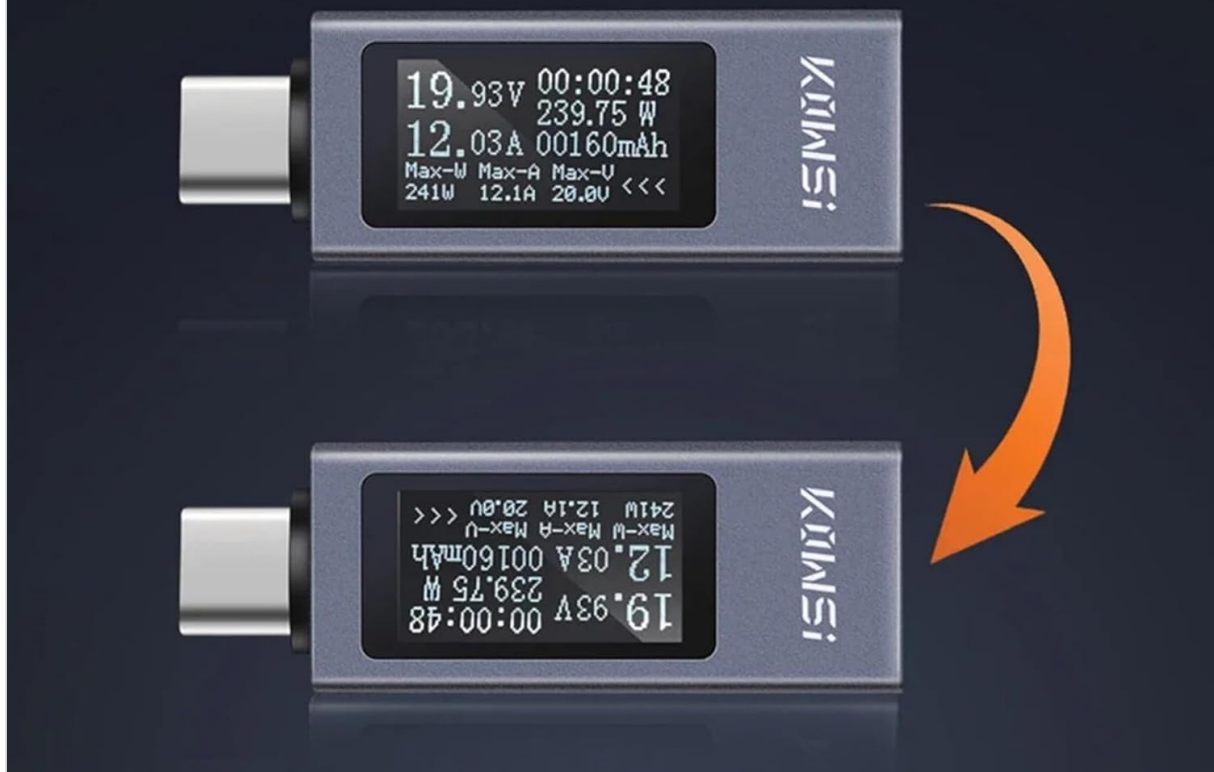 19.93V 00:00:48
239.75 W
12.03A 00160mAh
Max-W Max-A Max-V
241W 12.1A 20.0V <<<
KOWSi
19.93V 00:00:48
239.75 W
12.03A 00160mAh
Max-W Max-A Max-V
241W 12.1A 20.0V <<<
KOWSi